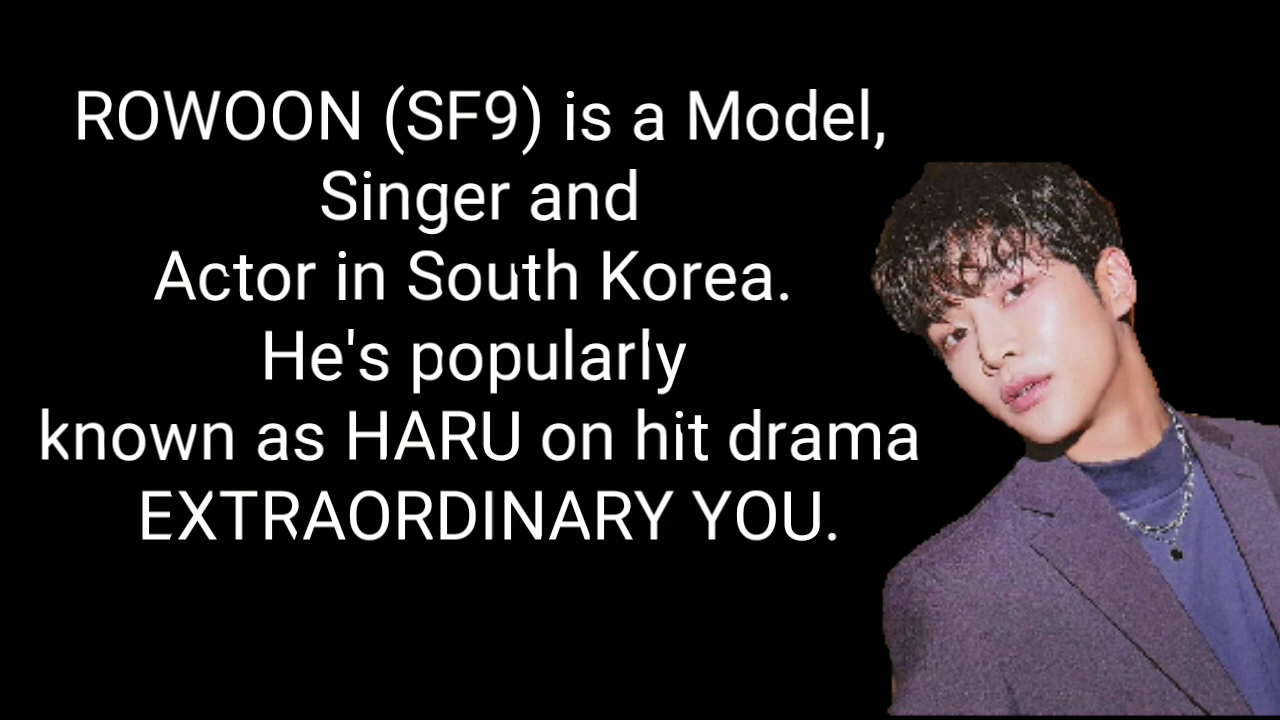 ROWOON (SF9) is a Model,
Singer and
Actor in South Korea.
He's popularly
known as HARU on hit drama
EXTRAORDINARY YOU.